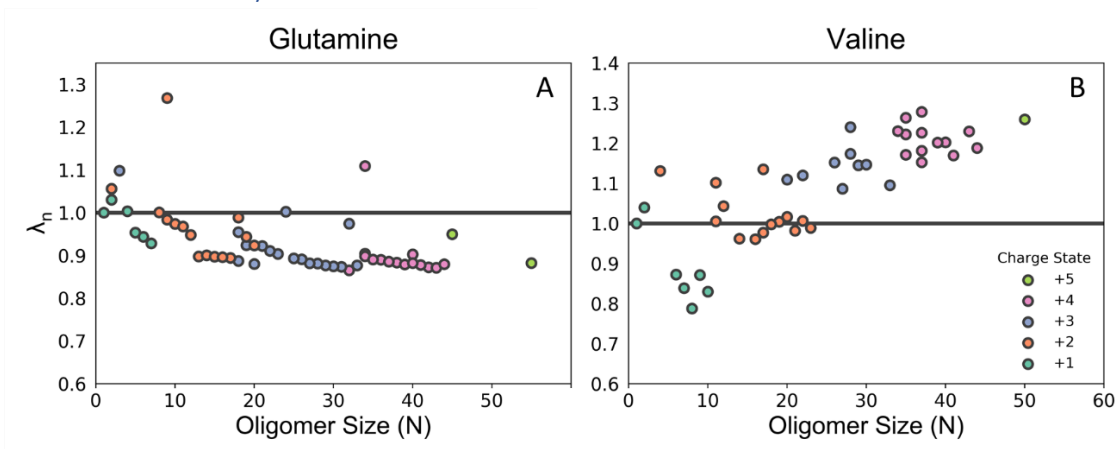 Glutamine
A
1.3
1.2
1.1
1.0
0.9
0.8
0.7
0.6
λn
0 10 20 30 40 50
Oligomer Size (N)
Valine
B
1.4
1.3
1.2
1.1
1.0
0.9
0.8
0.7
0.6
Charge State
+5
+4
+3
+2
+1
0 10 20 30 40 50 60
Oligomer Size (N)